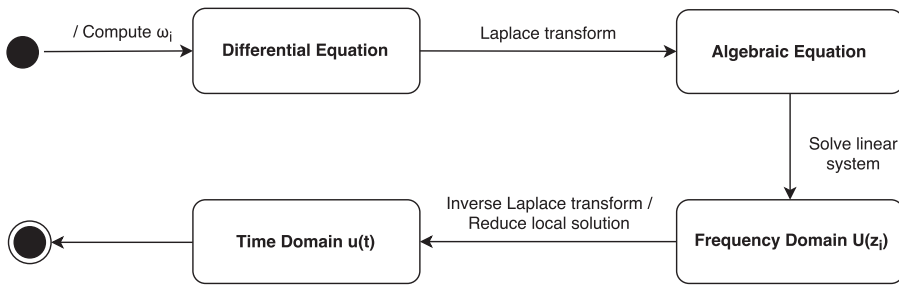 / Compute ωi
Differential Equation
Laplace transform
Algebraic Equation
Solve linear
system
Frequency Domain U(zi)
Inverse Laplace transform /
Reduce local solution
Time Domain u(t)